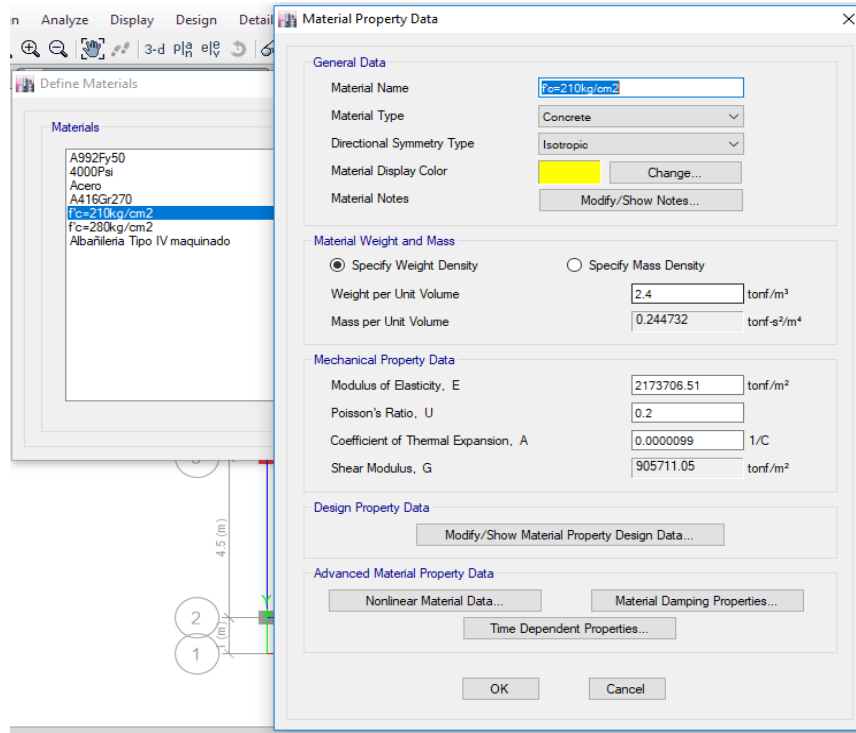 Analyze Display Design Detail
3-d
Define Materials
Materials
A992Fy50
4000Psi
Acero
A416Gr270
f'c=210kg/cm2
f'c=280kg/cm2
Albañileria Tipo IV maquinado
4.5 (m)
2
(m)
1
Material Property Data
General Data
Material Name f'c=210kg/cm2
Material Type Concrete
Directional Symmetry Type Isotropic
Material Display Color Change...
Material Notes Modify/Show Notes...
Material Weight and Mass
Specify Weight Density Specify Mass Density
Weight per Unit Volume 2.4 tonf/m³
Mass per Unit Volume 0.244732 tonf-s²/m⁴
Mechanical Property Data
Modulus of Elasticity, E 2173706.51 tonf/m²
Poisson's Ratio, U 0.2
Coefficient of Thermal Expansion, A 0.0000099 1/C
Shear Modulus, G 905711.05 tonf/m²
Design Property Data
Modify/Show Material Property Design Data...
Advanced Material Property Data
Nonlinear Material Data... Material Damping Properties...
Time Dependent Properties...
OK Cancel